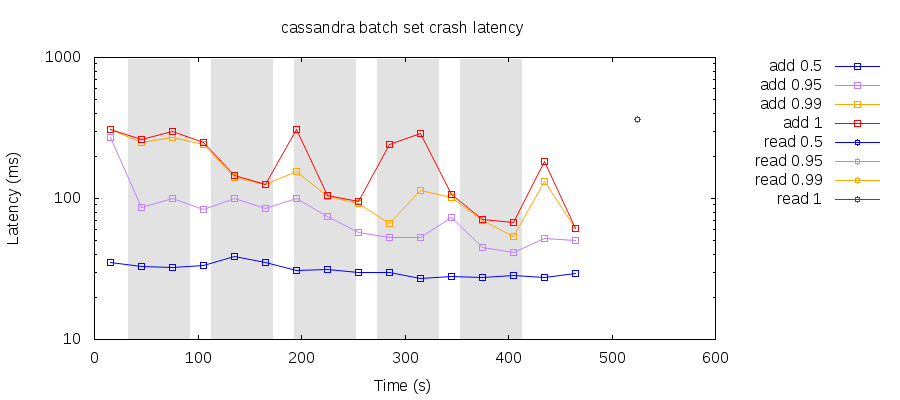 cassandra batch set crash latency
Latency (ms)
1000
100
10
0 100 200 300 400 500 600
Time (s)
add 0.5
add 0.95
add 0.99
add 1
read 0.5
read 0.95
read 0.99
read 1